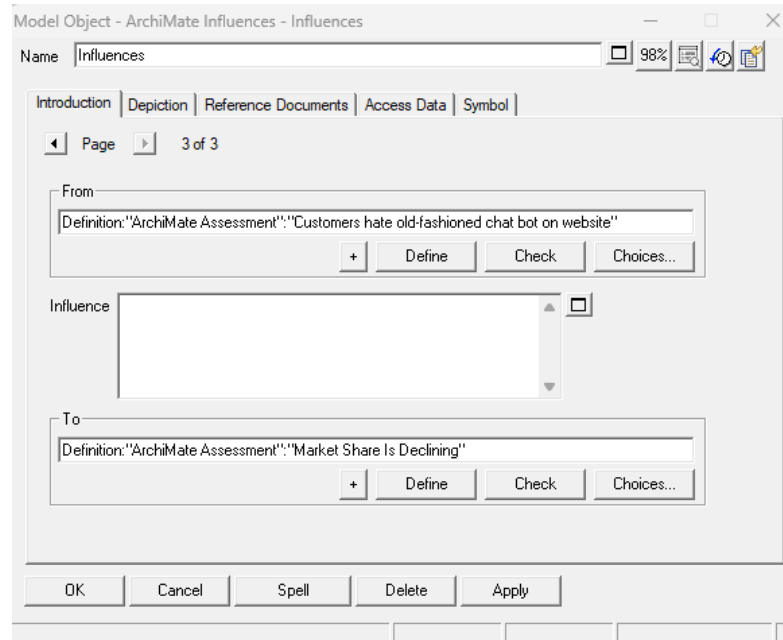 Model Object - ArchiMate Influences - Influences
Name Influences 98%
Introduction Depiction Reference Documents Access Data Symbol
Page 3 of 3
From
Definition:"ArchiMate Assessment":"Customers hate old-fashioned chat bot on website"
+ Define Check Choices...
Influence
To
Definition:"ArchiMate Assessment":"Market Share Is Declining"
+ Define Check Choices...
OK Cancel Spell Delete Apply